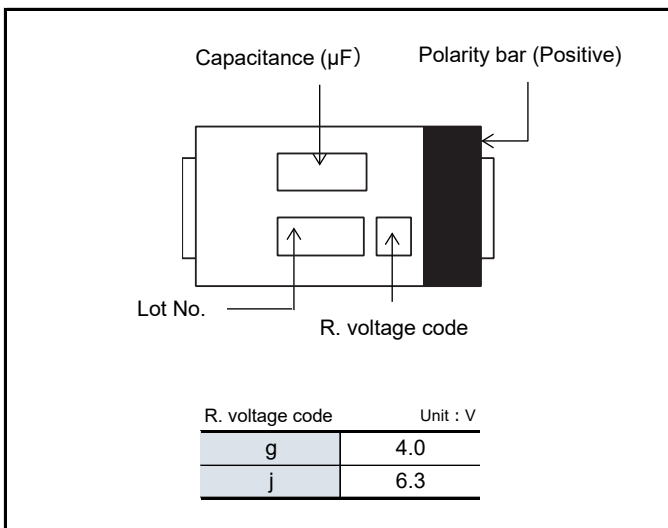 Capacitance (µF)
Polarity bar (Positive)
Lot No.
R. voltage code
R. voltage code Unit : V
g 4.0
j 6.3